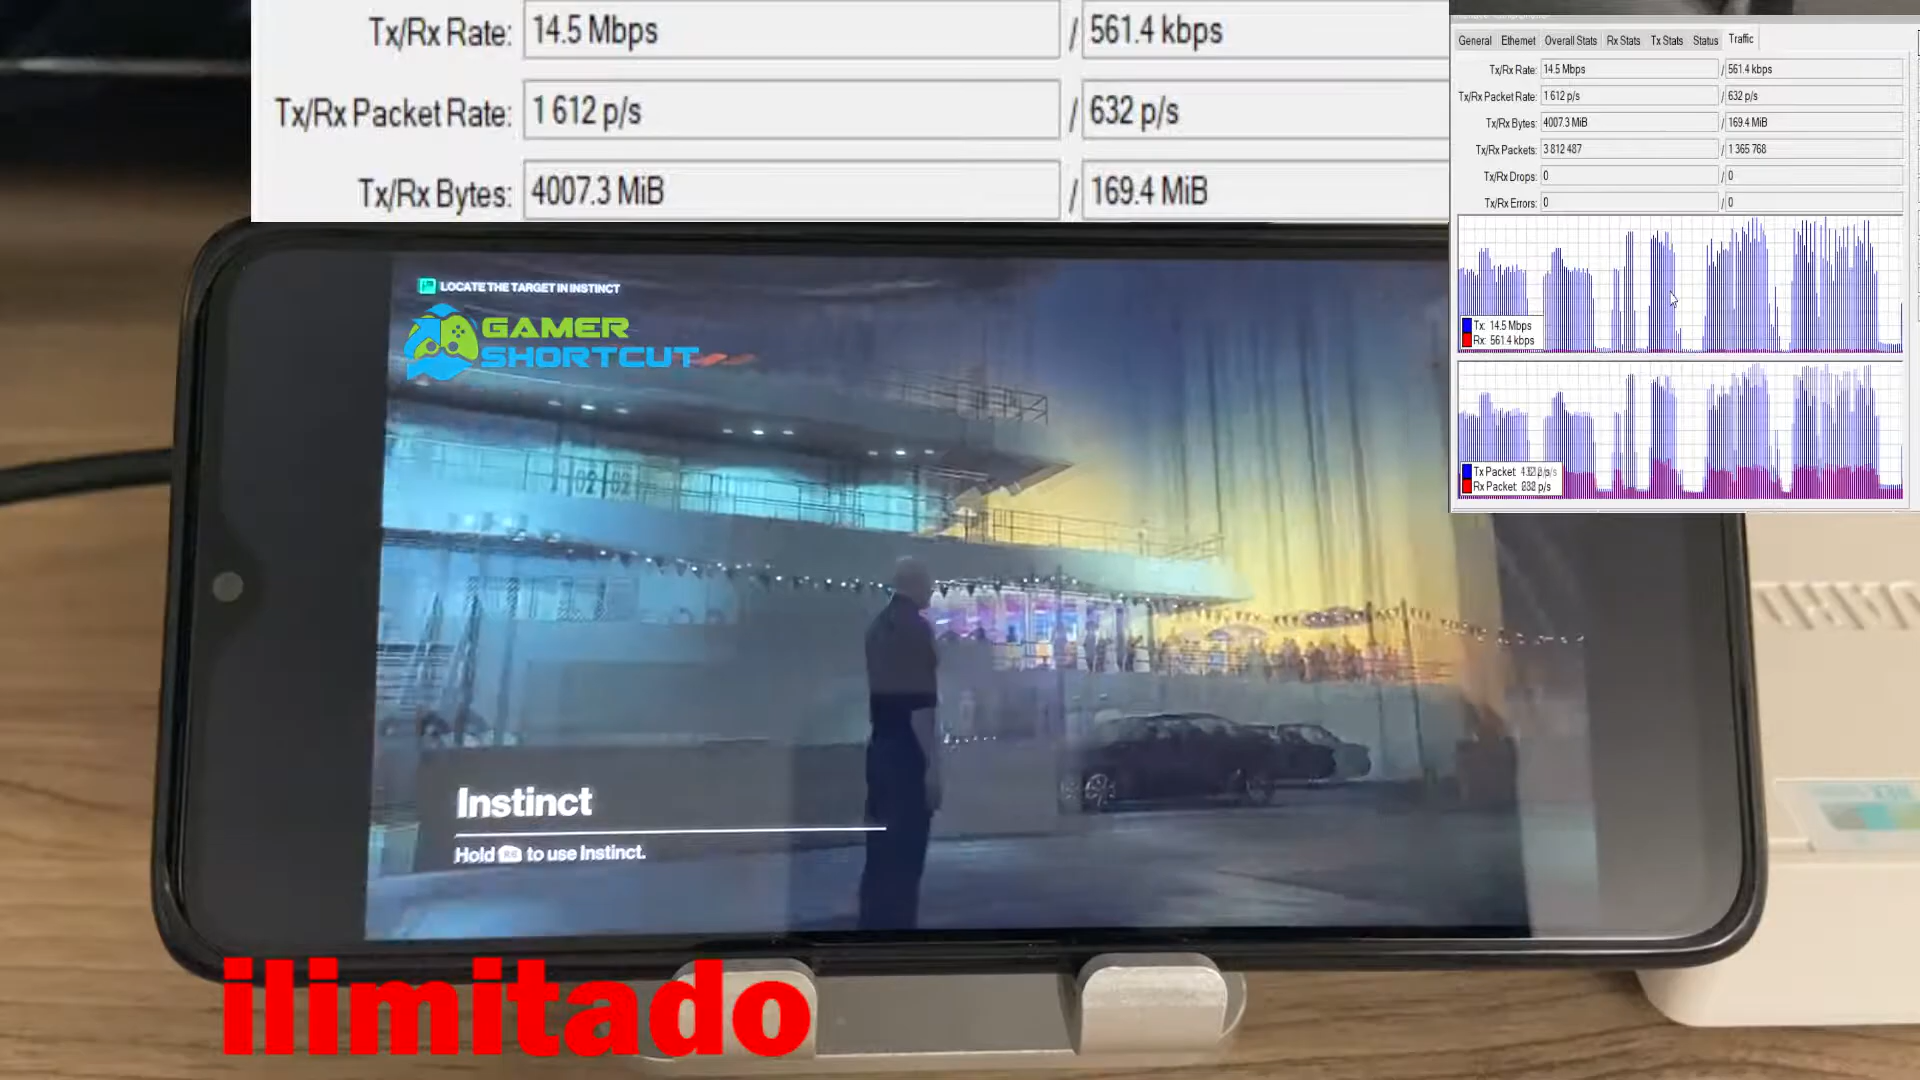 Tx/Rx Rate: 14.5 Mbps / 561.4 kbps
Tx/Rx Packet Rate: 1 612 p/s / 632 p/s
Tx/Rx Bytes: 4007.3 MiB / 169.4 MiB
General Ethernet Overall Stats Rx Stats Tx Stats Status Traffic
Tx/Rx Rate: 14.5 Mbps / 561.4 kbps
Tx/Rx Packet Rate: 1 612 p/s / 632 p/s
Tx/Rx Bytes: 4007.3 MiB / 169.4 MiB
Tx/Rx Packets: 3 812 487 / 1 365 768
Tx/Rx Drops: 0 / 0
Tx/Rx Errors: 0 / 0
Tx: 14.5 Mbps
Rx: 561.4 kbps
Tx Packet: p/s
Rx Packet: p/s
LOCATE THE TARGET IN INSTINCT
GAMER
SHORTCUT
02 02
Instinct
Hold to use Instinct.
ilimitado